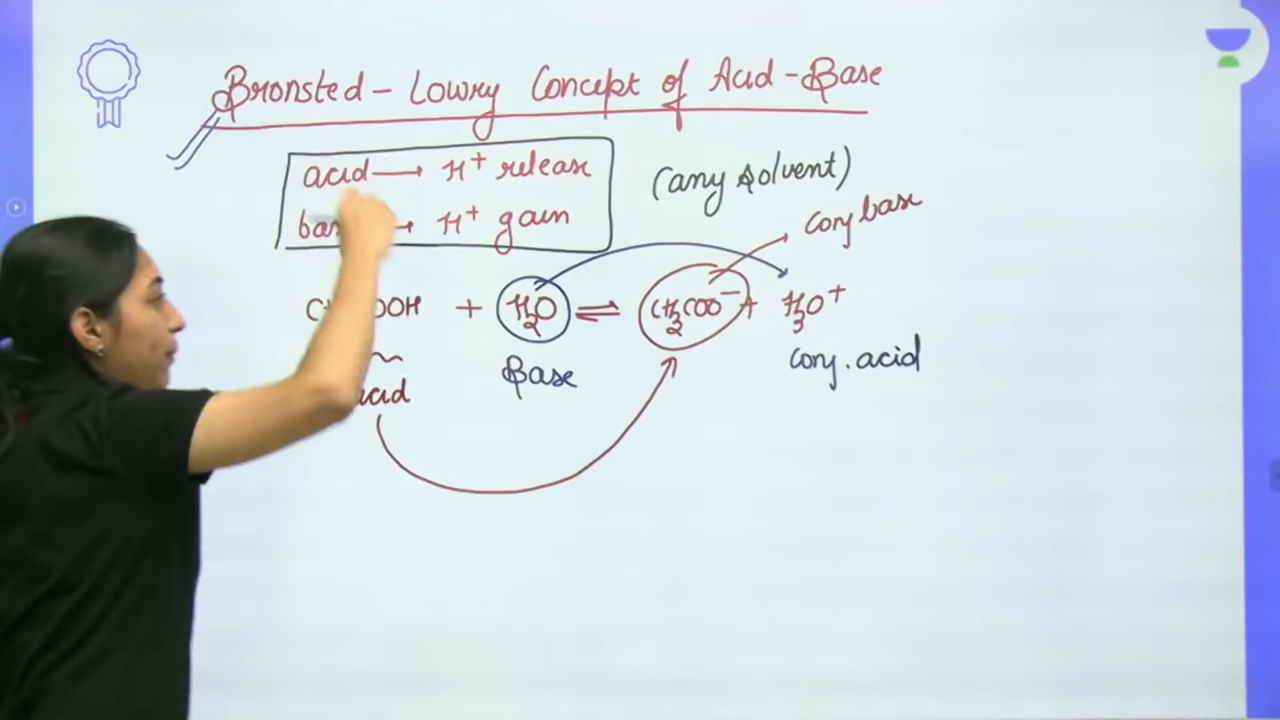 Bronsted-Lowry Concept of Acid-Base
acid → H+ release
→ H+ gain
(any solvent)
conj base
+ H2O ⇌ CH3COO− + H3O+
acid
Base
conj. acid